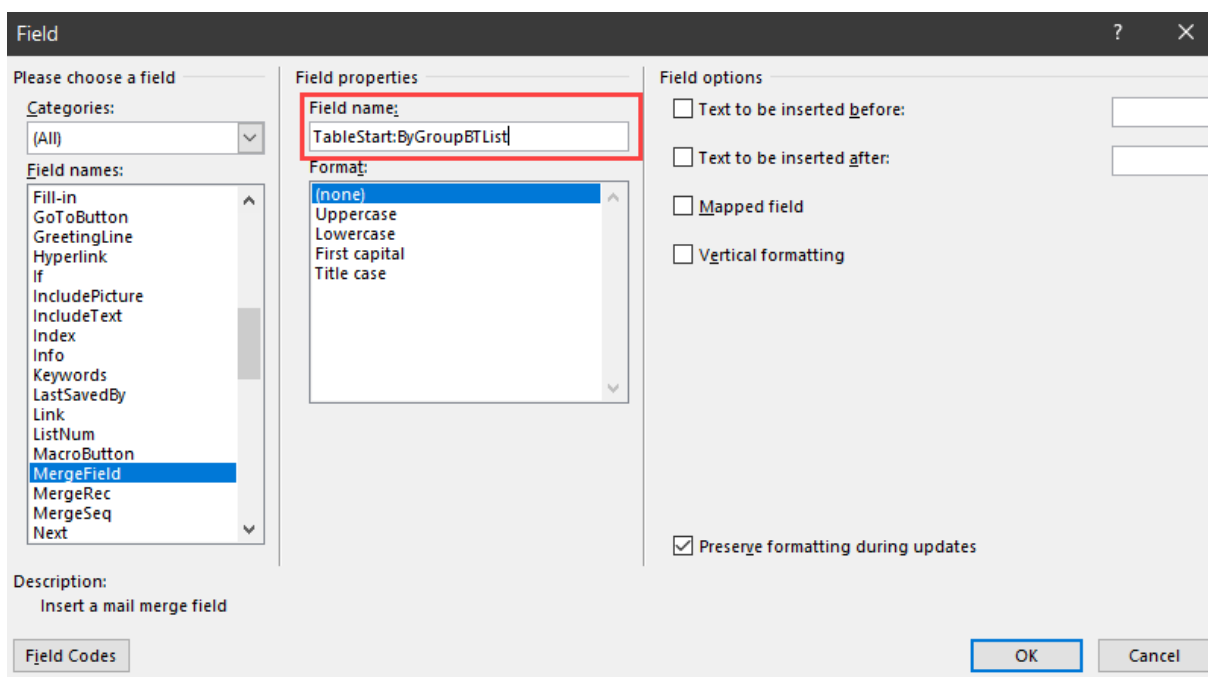 Field
?
Please choose a field
Categories:
(All)
Field names:
Fill-in
GoToButton
GreetingLine
Hyperlink
If
IncludePicture
IncludeText
Index
Info
Keywords
LastSavedBy
Link
ListNum
MacroButton
MergeField
MergeRec
MergeSeq
Next
Field properties
Field name:
TableStart:ByGroupBTList
Format:
(none)
Uppercase
Lowercase
First capital
Title case
Field options
Text to be inserted before:
Text to be inserted after:
Mapped field
Vertical formatting
Preserve formatting during updates
Description:
Insert a mail merge field
Field Codes
OK
Cancel